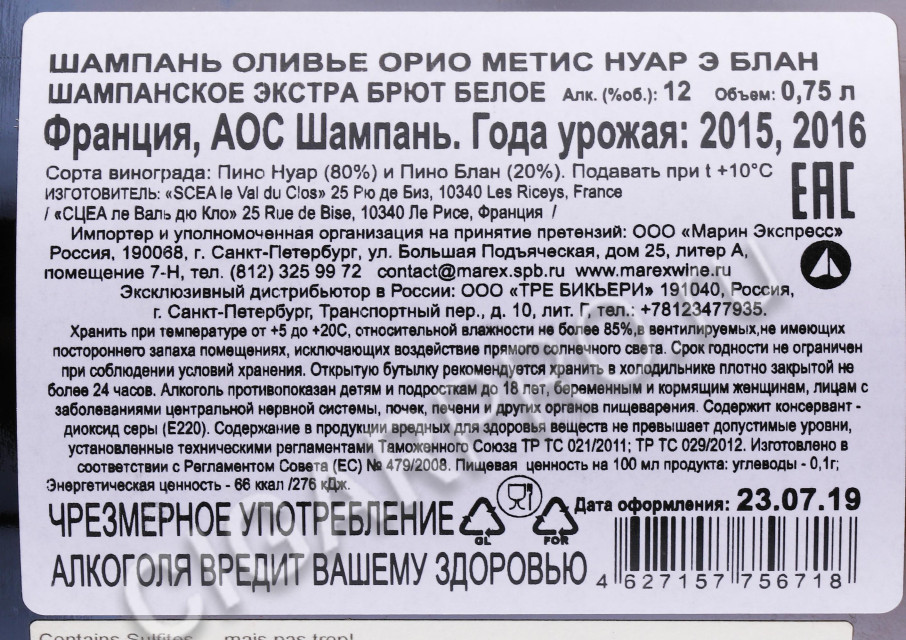 ШАМПАНЬ ОЛИВЬЕ ОРИО МЕТИС НУАР Э БЛАН
ШАМПАНСКОЕ ЭКСТРА БРЮТ БЕЛОЕ Алк. (%об.): 12 Объем: 0,75 л
Франция, АОС Шампань. Года урожая: 2015, 2016
Сорта винограда: Пино Нуар (80%) и Пино Блан (20%). Подавать при t +10°C
ИЗГОТОВИТЕЛЬ: «SCEA le Val du Clos» 25 Рю де Биз, 10340 Les Riceys, France
/ «СЦЕА ле Валь дю Кло» 25 Rue de Bise, 10340 Ле Рисе, Франция /
EAC
Импортер и уполномоченная организация на принятие претензий: ООО «Марин Экспресс»
Россия, 190068, г. Санкт-Петербург, ул. Большая Подъяческая, дом 25, литер А,
помещение 7-Н, тел. (812) 325 99 72 contact@marex.spb.ru www.marexwine.ru
Эксклюзивный дистрибьютор в России: ООО «ТРЕ БИКЬЕРИ» 191040, Россия,
г. Санкт-Петербург, Транспортный пер., д. 10, лит. Г, тел.: +78123477935.
Хранить при температуре от +5 до +20С, относительной влажности не более 85%,в вентилируемых,не имеющих
постороннего запаха помещениях, исключающих воздействие прямого солнечного света. Срок годности не ограничен
при соблюдении условий хранения. Открытую бутылку рекомендуется хранить в холодильнике плотно закрытой не
более 24 часов. Алкоголь противопоказан детям и подросткам до 18 лет, беременным и кормящим женщинам, лицам с
заболеваниями центральной нервной системы, почек, печени и других органов пищеварения. Содержит консервант -
диоксид серы (Е220). Содержание в продукции вредных для здоровья веществ не превышает допустимые уровни,
установленные техническими регламентами Таможенного Союза ТР ТС 021/2011; ТР ТС 029/2012. Изготовлено в
соответствии с Регламентом Совета (ЕС) № 479/2008. Пищевая ценность на 100 мл продукта: углеводы - 0,1г;
Энергетическая ценность - 66 ккал /276 кДж.
ЧРЕЗМЕРНОЕ УПОТРЕБЛЕНИЕ
АЛКОГОЛЯ ВРЕДИТ ВАШЕМУ ЗДОРОВЬЮ
GL FOR
Дата оформления: 23.07.19
4 627157 756718
CIGARPRO.ru
Contains Sulfites ... mais pas trop!